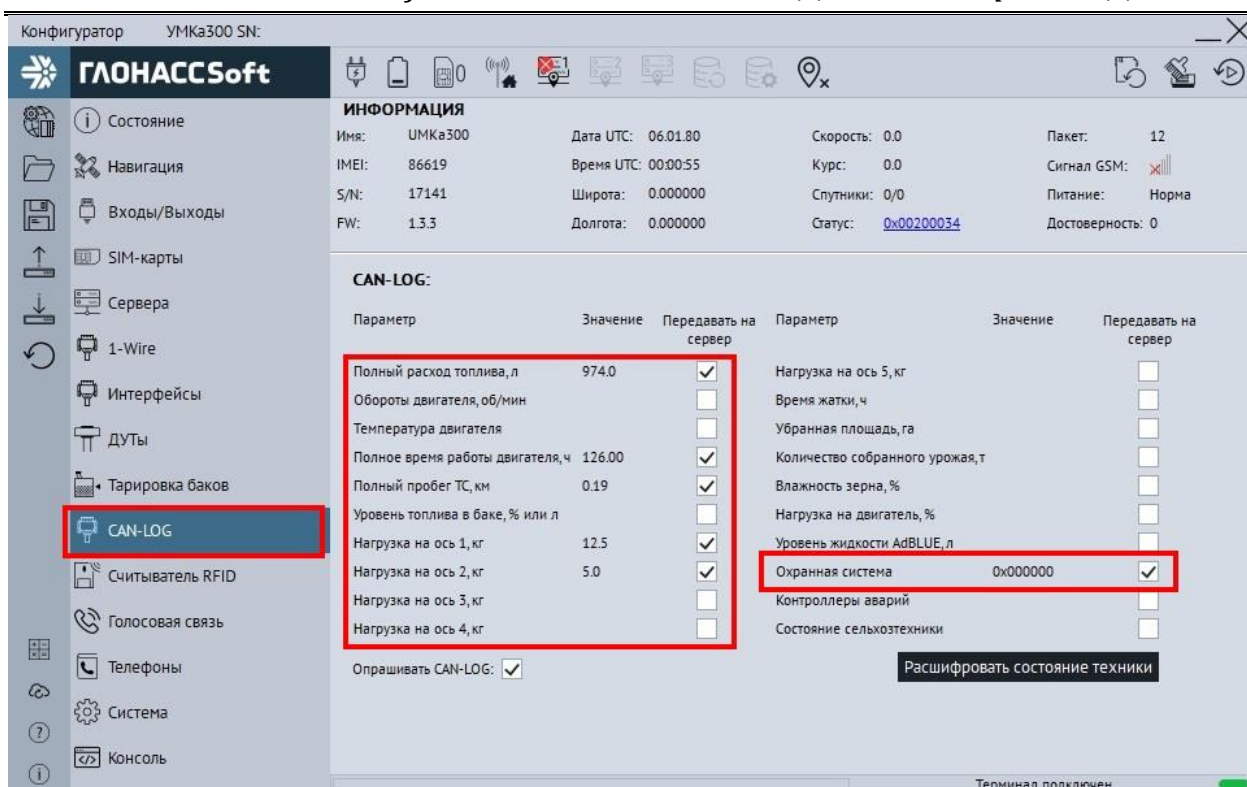 Конфигуратор УМКа300 SN:
ГЛОНАССSoft
Состояние
Навигация
Входы/Выходы
SIM-карты
Сервера
1-Wire
Интерфейсы
ДУТы
Тарировка баков
CAN-LOG
Считыватель RFID
Голосовая связь
Телефоны
Система
Консоль
0
1
2
3
ИНФОРМАЦИЯ
Имя: UMKa300 Дата UTC: 06.01.80 Скорость: 0.0 Пакет: 12
IMEI: 86619 Время UTC: 00:00:55 Курс: 0.0 Сигнал GSM:
S/N: 17141 Широта: 0.000000 Спутники: 0/0 Питание: Норма
FW: 1.3.3 Долгота: 0.000000 Статус: 0x00200034 Достоверность: 0
CAN-LOG:
Параметр Значение Передавать на сервер
Полный расход топлива, л 974.0
Обороты двигателя, об/мин
Температура двигателя
Полное время работы двигателя, ч 126.00
Полный пробег ТС, км 0.19
Уровень топлива в баке, % или л
Нагрузка на ось 1, кг 12.5
Нагрузка на ось 2, кг 5.0
Нагрузка на ось 3, кг
Нагрузка на ось 4, кг
Опрашивать CAN-LOG:
Параметр Значение Передавать на сервер
Нагрузка на ось 5, кг
Время жатки, ч
Убранная площадь, га
Количество собранного урожая, т
Влажность зерна, %
Нагрузка на двигатель, %
Уровень жидкости AdBLUE, л
Охранная система 0x000000
Контроллеры аварий
Состояние сельхозтехники
Расшифровать состояние техники
Терминал подключен